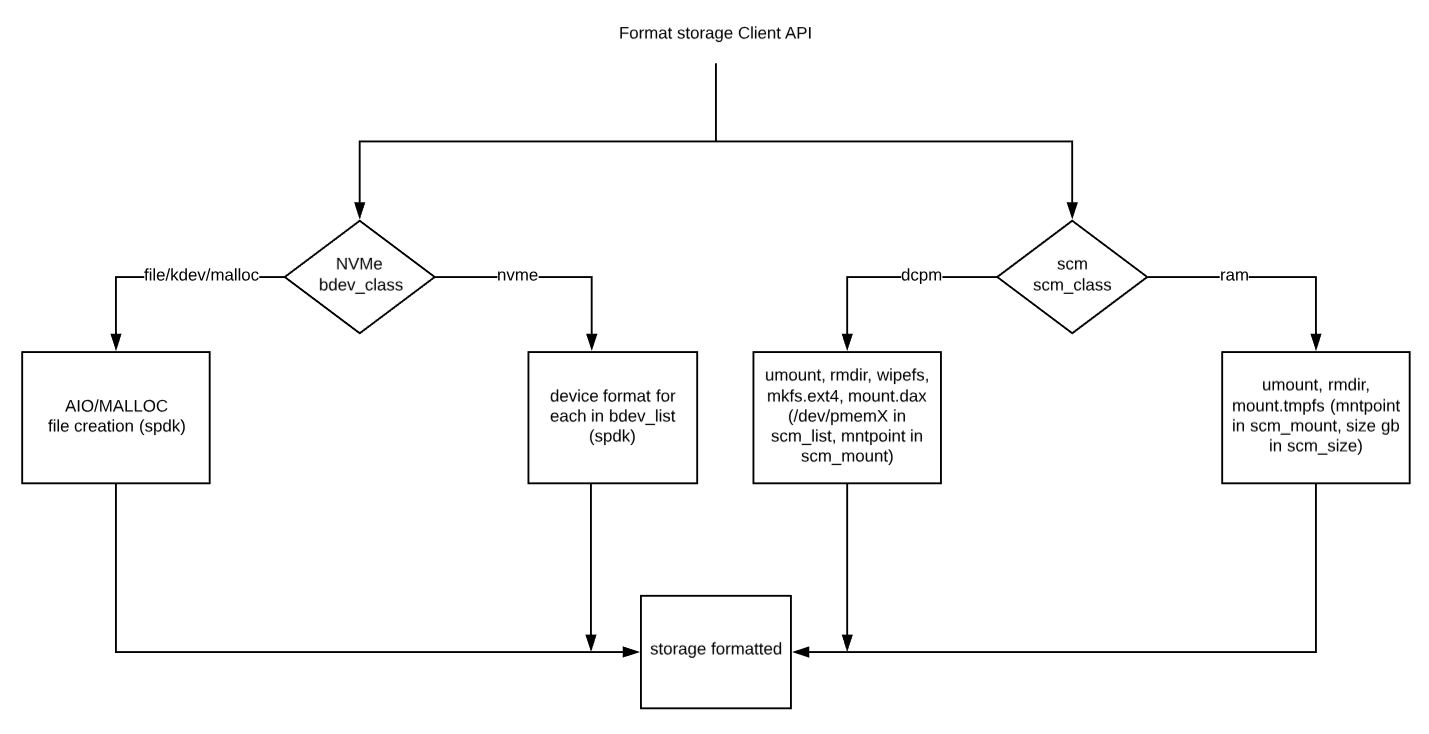 Format storage Client API
NVMe
bdev_class
file/kdev/malloc
nvme
scm
scm_class
dcpm
ram
AIO/MALLOC
file creation (spdk)
device format for
each in bdev_list
(spdk)
umount, rmdir, wipefs,
mkfs.ext4, mount.dax
(/dev/pmemX in
scm_list, mntpoint in
scm_mount)
umount, rmdir,
mount.tmpfs (mntpoint
in scm_mount, size gb
in scm_size)
storage formatted